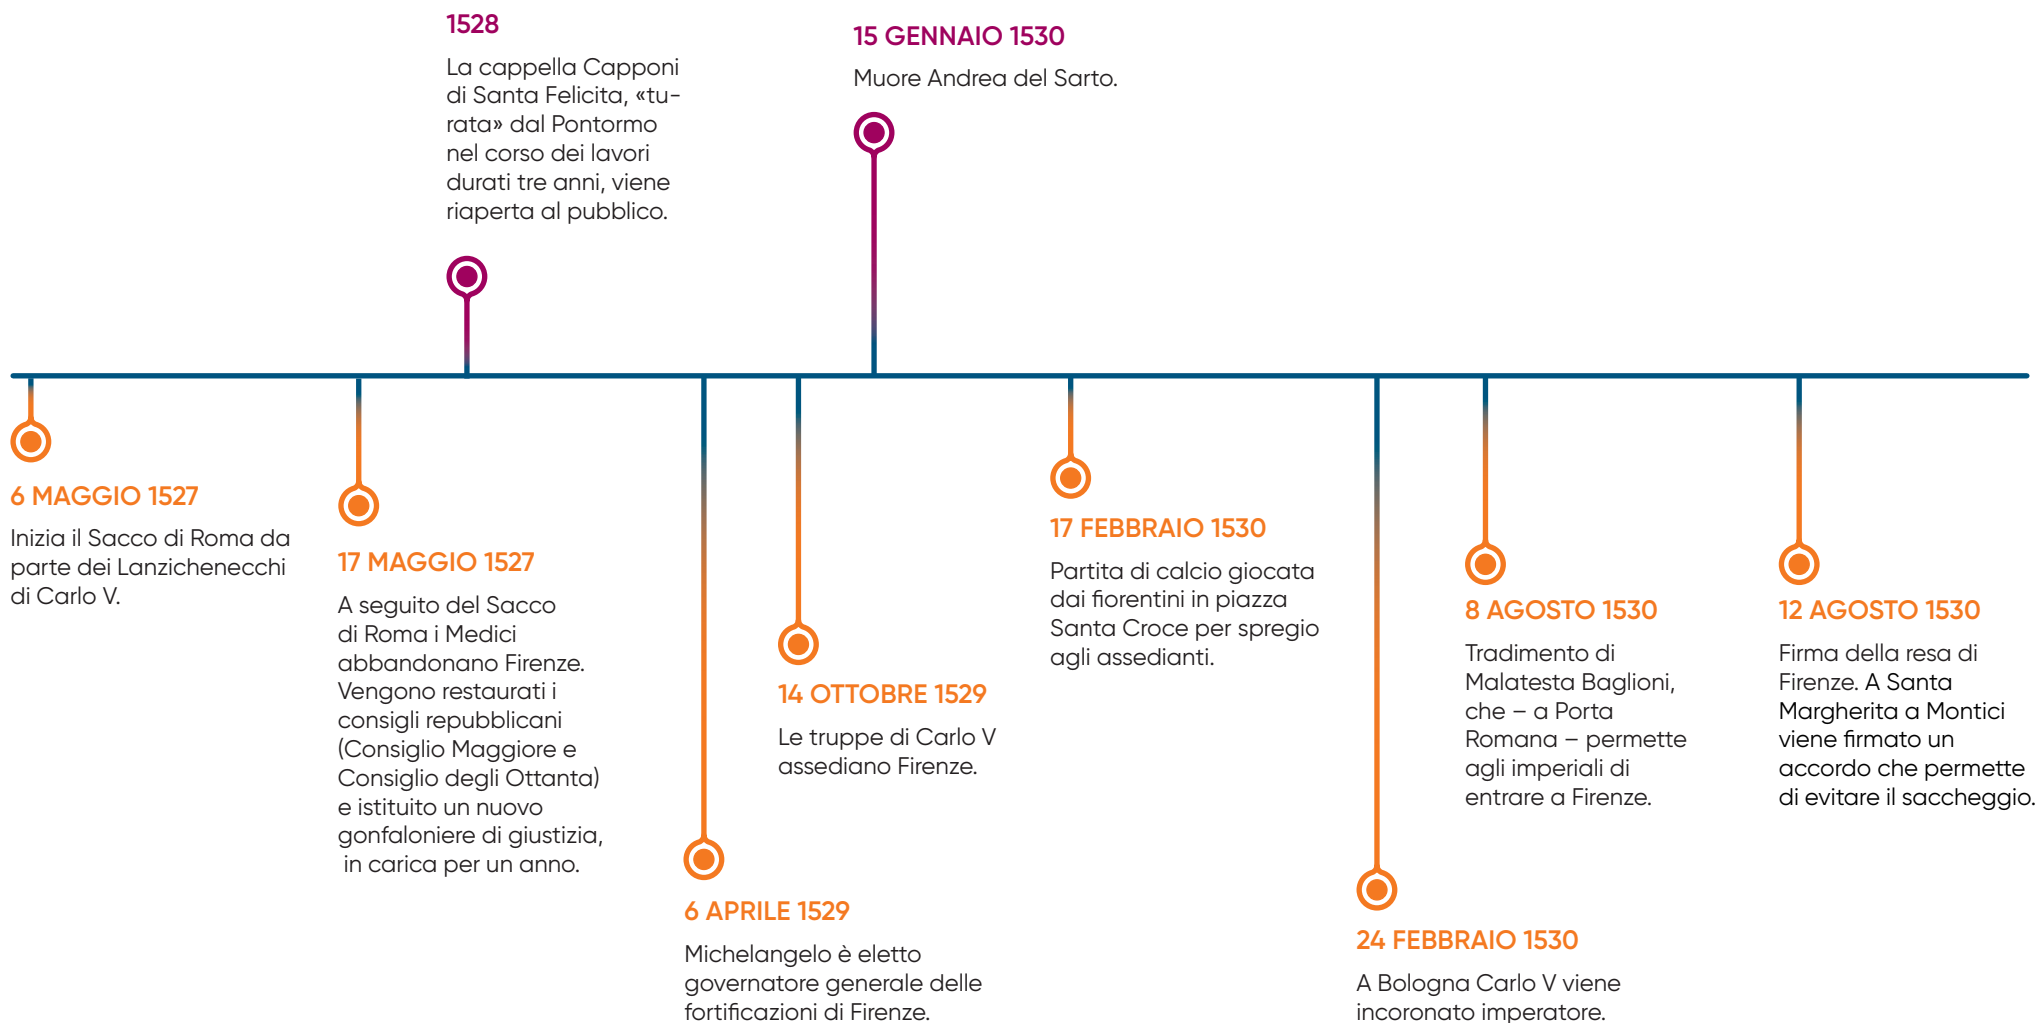 1528
La cappella Capponi
di Santa Felicita, «tu-
rata» dal Pontormo
nel corso dei lavori
durati tre anni, viene
riaperta al pubblico.
15 GENNAIO 1530
Muore Andrea del Sarto.
6 MAGGIO 1527
Inizia il Sacco di Roma da
parte dei Lanzichenecchi
di Carlo V.
17 MAGGIO 1527
A seguito del Sacco
di Roma i Medici
abbandonano Firenze.
Vengono restaurati i
consigli repubblicani
(Consiglio Maggiore e
Consiglio degli Ottanta)
e istituito un nuovo
gonfaloniere di giustizia,
in carica per un anno.
6 APRILE 1529
Michelangelo è eletto
governatore generale delle
fortificazioni di Firenze.
14 OTTOBRE 1529
Le truppe di Carlo V
assediano Firenze.
17 FEBBRAIO 1530
Partita di calcio giocata
dai fiorentini in piazza
Santa Croce per spregio
agli assedianti.
24 FEBBRAIO 1530
A Bologna Carlo V viene
incoronato imperatore.
8 AGOSTO 1530
Tradimento di
Malatesta Baglioni,
che – a Porta
Romana – permette
agli imperiali di
entrare a Firenze.
12 AGOSTO 1530
Firma della resa di
Firenze. A Santa
Margherita a Montici
viene firmato un
accordo che permette
di evitare il saccheggio.